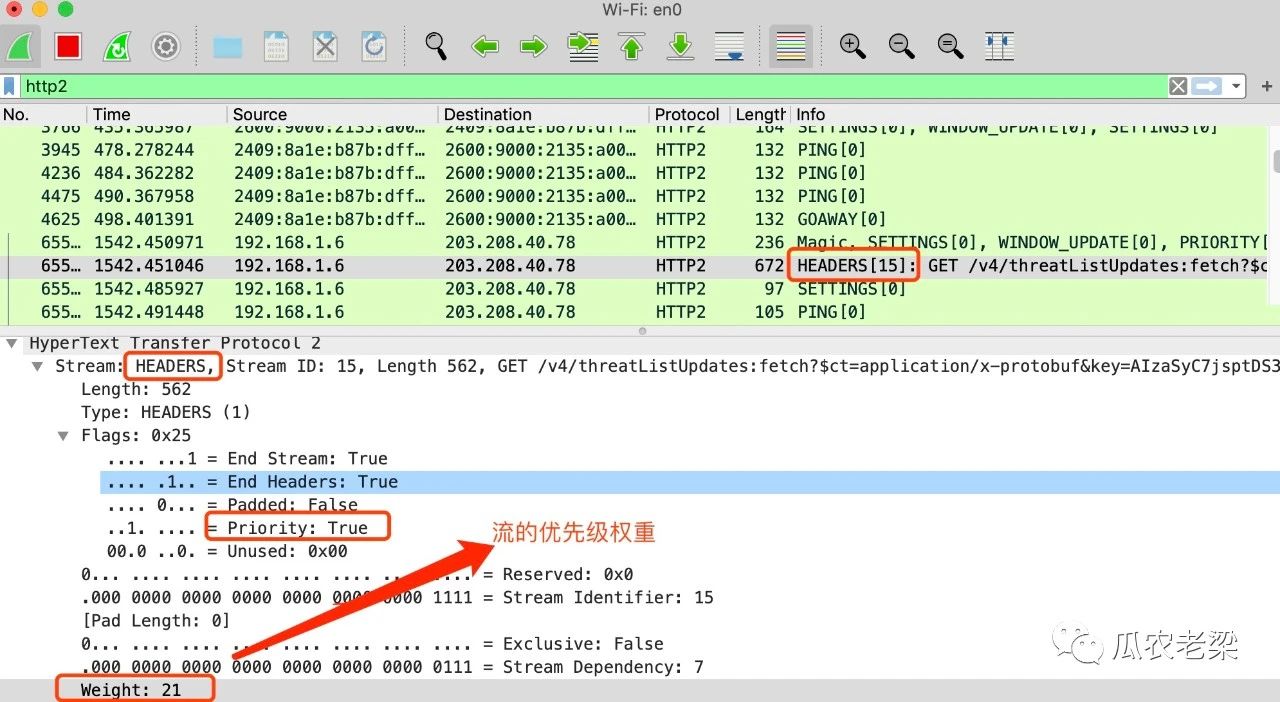 Wi-Fi: en0
http2
No. Time Source Destination Protocol Length Info
3766 435.363987 2600:9000:2135:a00… 2409:8a1e:b87b:dff… HTTP2 164 SETTINGS[0], WINDOW_UPDATE[0], SETTINGS[0]
3945 478.278244 2409:8a1e:b87b:dff… 2600:9000:2135:a00… HTTP2 132 PING[0]
4236 484.362282 2409:8a1e:b87b:dff… 2600:9000:2135:a00… HTTP2 132 PING[0]
4475 490.367958 2409:8a1e:b87b:dff… 2600:9000:2135:a00… HTTP2 132 PING[0]
4625 498.401391 2409:8a1e:b87b:dff… 2600:9000:2135:a00… HTTP2 132 GOAWAY[0]
655… 1542.450971 192.168.1.6 203.208.40.78 HTTP2 236 Magic, SETTINGS[0], WINDOW_UPDATE[0], PRIORITY[
655… 1542.451046 192.168.1.6 203.208.40.78 HTTP2 672 HEADERS[15]: GET /v4/threatListUpdates:fetch?$c
655… 1542.485927 192.168.1.6 203.208.40.78 HTTP2 97 SETTINGS[0]
655… 1542.491448 192.168.1.6 203.208.40.78 HTTP2 105 PING[0]
HyperText Transfer Protocol 2
Stream: HEADERS, Stream ID: 15, Length 562, GET /v4/threatListUpdates:fetch?$ct=application/x-protobuf&key=AIzaSyC7jsptDS3
Length: 562
Type: HEADERS (1)
Flags: 0x25
.... ...1 = End Stream: True
.... .1.. = End Headers: True
.... 0... = Padded: False
..1. .... = Priority: True
流的优先级权重
00.0 ..0. = Unused: 0x00
0... .... .... .... .... .... .... .... = Reserved: 0x0
.000 0000 0000 0000 0000 0000 0000 1111 = Stream Identifier: 15
[Pad Length: 0]
0... .... .... .... .... .... .... .... = Exclusive: False
.000 0000 0000 0000 0000 0000 0000 0111 = Stream Dependency: 7
Weight: 21
瓜农老梁